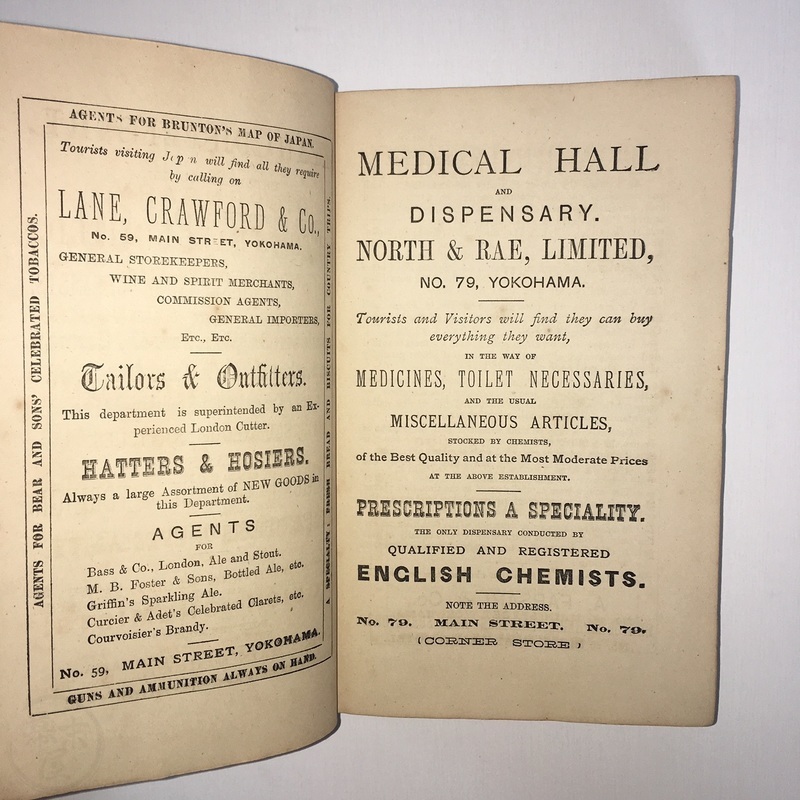 AGENTS FOR BRUNTON'S MAP OF JAPAN.
AGENTS FOR BEAR AND SONS' CELEBRATED TOBACCOS.
Tourists visiting Jap n will find all they require
by calling on
LANE, CRAWFORD & Co.,
No. 59, MAIN STREET, YOKOHAMA.
GENERAL STOREKEEPERS,
WINE AND SPIRIT MERCHANTS,
COMMISSION AGENTS,
GENERAL IMPORTERS,
ETC., ETC.
Tailors & Outfitters.
This department is superintended by an Ex-
perienced London Cutter.
HATTERS & HOSIERS.
Always a large Assortment of NEW GOODS in
this Department.
AGENTS
FOR
Bass & Co., London, Ale and Stout.
M. B. Foster & Sons, Bottled Ale, etc.
Griffin's Sparkling Ale.
Curcier & Adet's Celebrated Clarets, etc.
Courvoisier's Brandy.
No. 59, MAIN STREET, YOKOHAMA.
A SPECIALTY; FRESH BREAD AND BISCUITS FOR COUNTRY TRIPS.
GUNS AND AMMUNITION ALWAYS ON HAND.
MEDICAL HALL
AND
DISPENSARY.
NORTH & RAE, LIMITED,
NO. 79, YOKOHAMA.
Tourists and Visitors will find they can buy
everything they want,
IN THE WAY OF
MEDICINES, TOILET NECESSARIES,
AND THE USUAL
MISCELLANEOUS ARTICLES,
STOCKED BY CHEMISTS,
of the Best Quality and at the Most Moderate Prices
AT THE ABOVE ESTABLISHMENT.
PRESCRIPTIONS A SPECIALITY.
THE ONLY DISPENSARY CONDUCTED BY
QUALIFIED AND REGISTERED
ENGLISH CHEMISTS.
NOTE THE ADDRESS.
No. 79. MAIN STREET. No. 79.
(CORNER STORE)